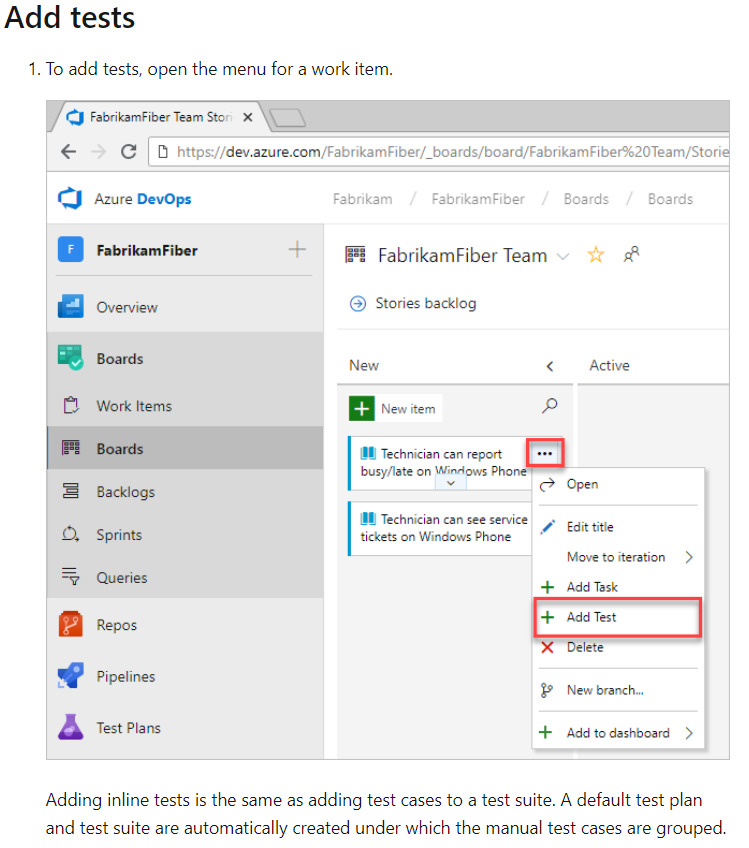 Add tests
1. To add tests, open the menu for a work item.
FabrikamFiber Team Stori
https://dev.azure.com/FabrikamFiber/_boards/board/FabrikamFiber%20Team/Storie
Azure DevOps
Fabrikam / FabrikamFiber / Boards / Boards
F FabrikamFiber
FabrikamFiber Team
Overview
Stories backlog
Boards
New
Active
Work Items
New item
Boards
Technician can report
busy/late on Windows Phone
Backlogs
Open
Sprints
Technician can see service
tickets on Windows Phone
Edit title
Move to iteration
Queries
Add Task
Repos
Add Test
Delete
Pipelines
New branch...
Test Plans
Add to dashboard
Adding inline tests is the same as adding test cases to a test suite. A default test plan
and test suite are automatically created under which the manual test cases are grouped.